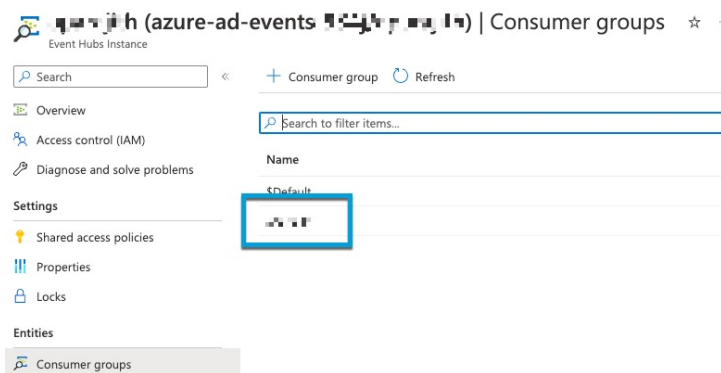 h (azure-ad-events ) | Consumer groups
Event Hubs Instance
Search
«
+ Consumer group Refresh
Overview
Search to filter items...
Access control (IAM)
Name
Diagnose and solve problems
$Default
Settings
Shared access policies
Properties
Locks
Entities
Consumer groups